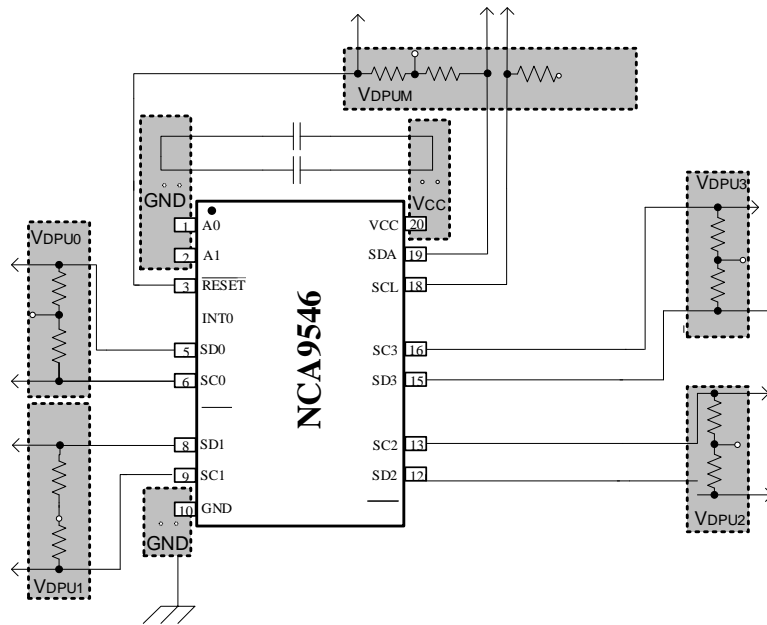 VDPUM
GND
VCC
VDPU3
VDPU0
1 A0
2 A1
3 RESET
INT0
5 SD0
6 SC0
8 SD1
9 SC1
10 GND
NCA9546
VCC 20
SDA 19
SCL 18
SC3 16
SD3 15
SC2 13
SD2 12
GND
VDPU1
VDPU2